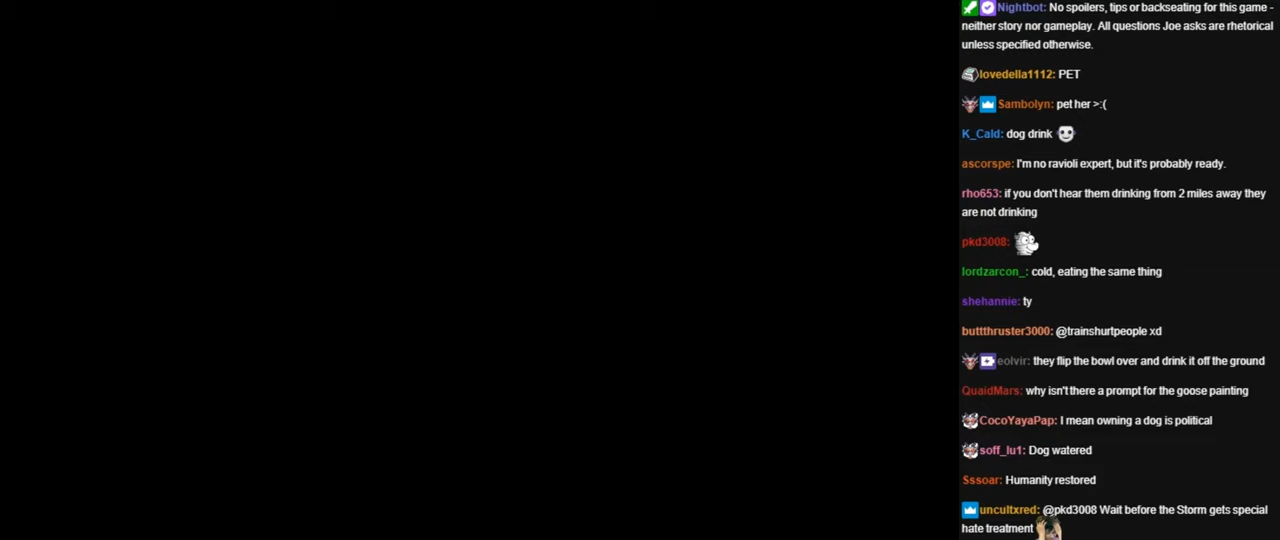 Nightbot: No spoilers, tips or backseating for this game -
neither story nor gameplay. All questions Joe asks are rhetorical
unless specified otherwise.
lovedella1112: PET
Sambolyn: pet her >:(
K_Cald: dog drink
ascorspe: I'm no ravioli expert, but it's probably ready.
rho653: if you don't hear them drinking from 2 miles away they
are not drinking
pkd3008:
lordzarcon_: cold, eating the same thing
shehannie: ty
buttthruster3000: @trainshurtpeople xd
eolvir: they flip the bowl over and drink it off the ground
QuaidMars: why isn't there a prompt for the goose painting
CocoYayaPap: I mean owning a dog is political
soff_lu1: Dog watered
Sssoar: Humanity restored
uncultxred: @pkd3008 Wait before the Storm gets special
hate treatment